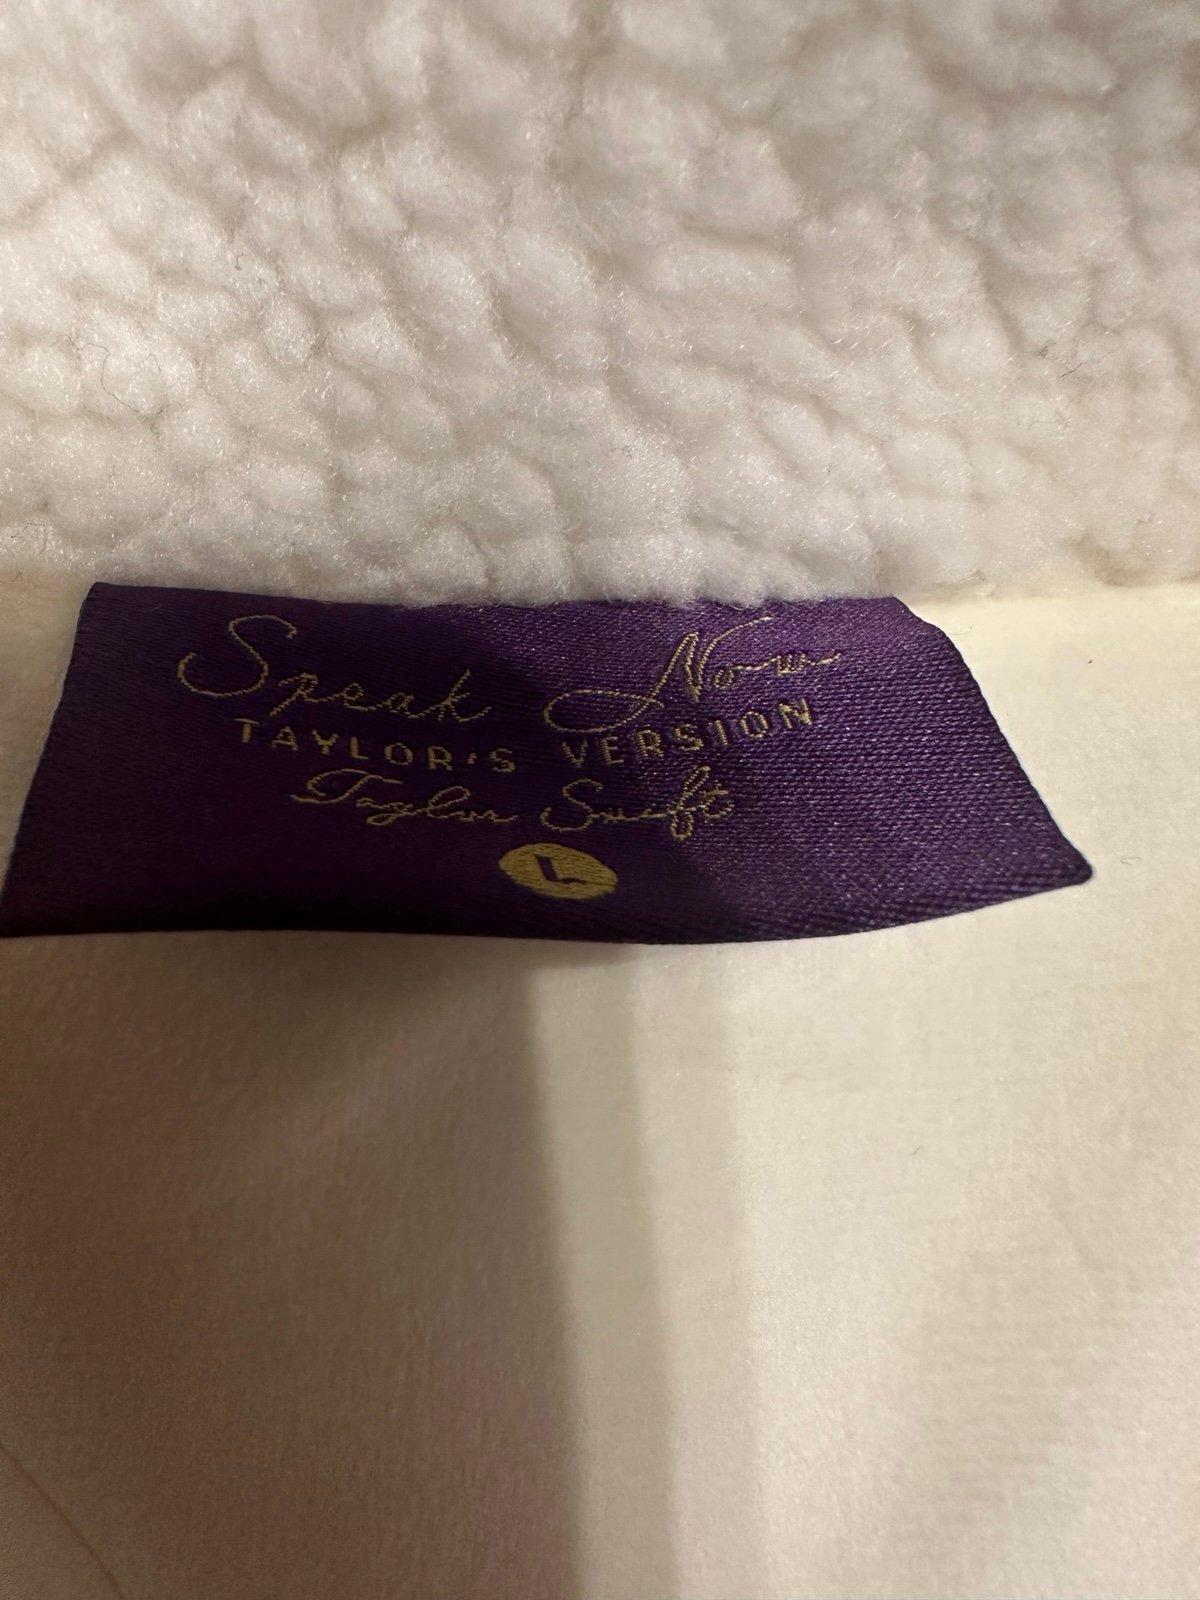 Speak Now
TAYLOR'S VERSION
Taylor Swift
L